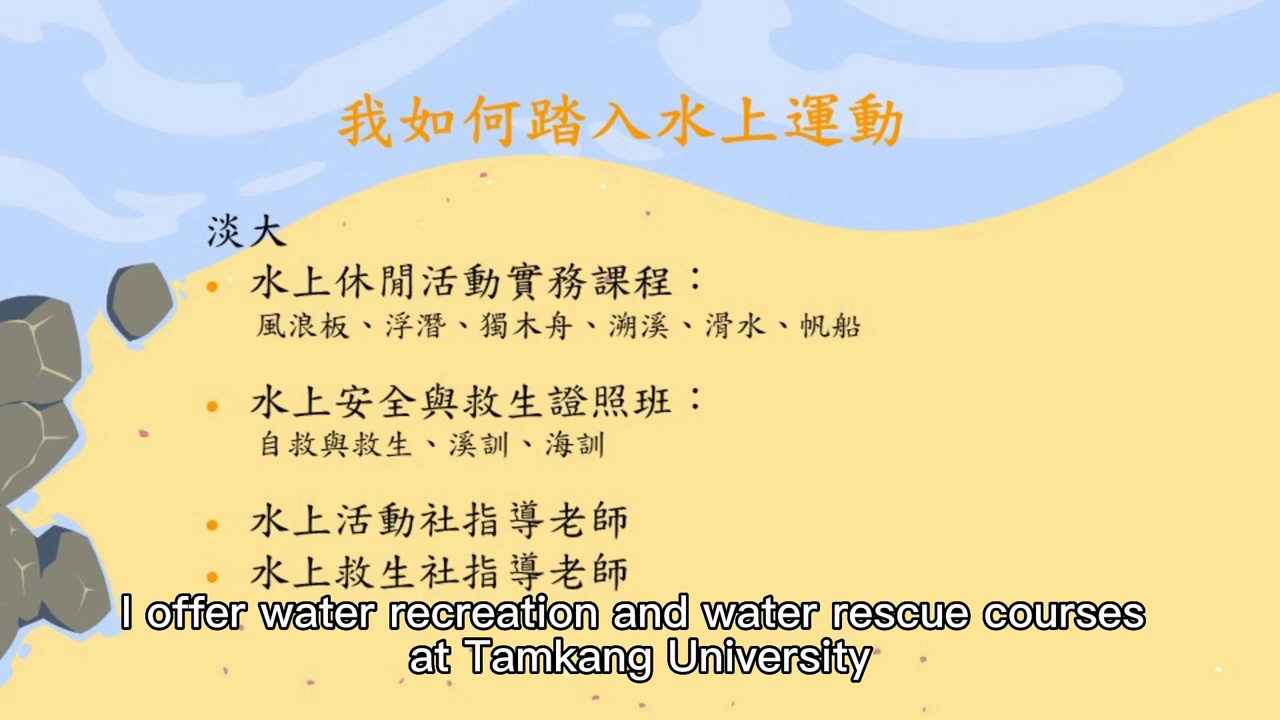 我如何踏入水上運動
淡大
• 水上休閒活動實務課程：
風浪板、浮潛、獨木舟、溯溪、滑水、帆船
• 水上安全與救生證照班：
自救與救生、溪訓、海訓
• 水上活動社指導老師
• 水上救生社指導老師
I offer water recreation and water rescue courses
at Tamkang University